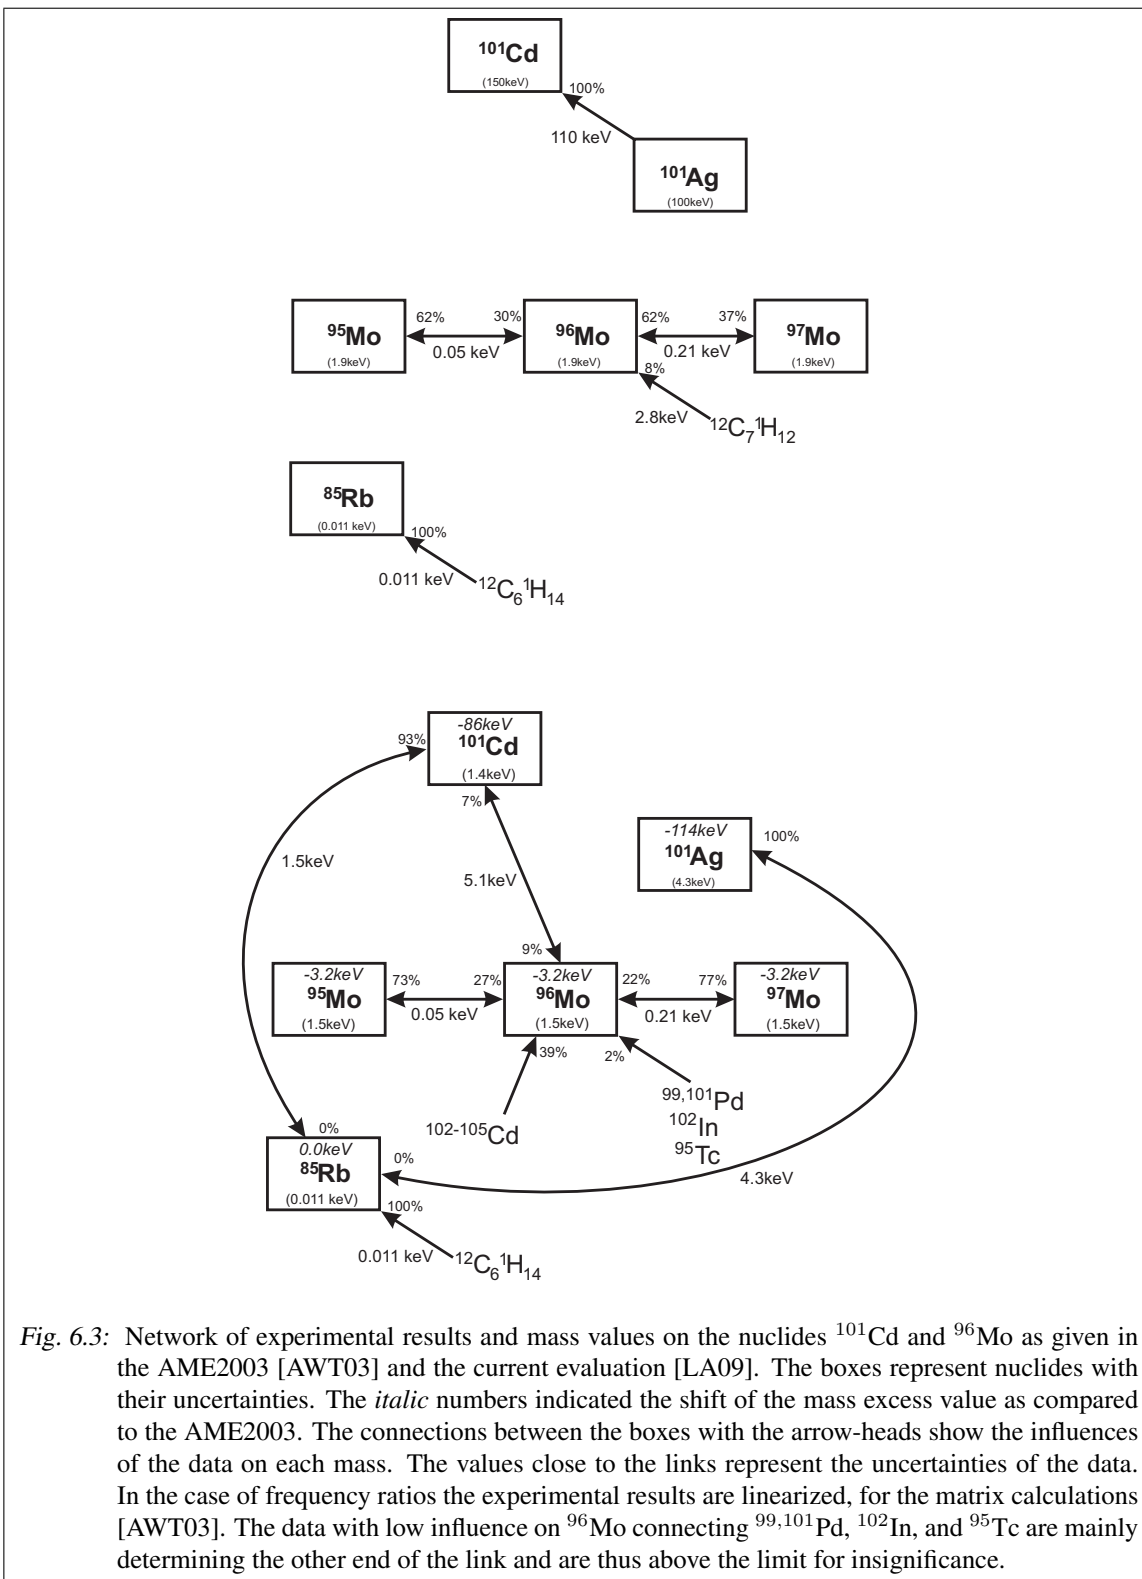 ¹⁰¹Cd
(150keV)
100%
110 keV
¹⁰¹Ag
(100keV)
⁹⁵Mo
(1.9keV)
62%
30%
0.05 keV
⁹⁶Mo
(1.9keV)
62%
37%
0.21 keV
⁹⁷Mo
(1.9keV)
8%
2.8keV
¹²C₇¹H₁₂
⁸⁵Rb
(0.011 keV)
100%
0.011 keV
¹²C₆¹H₁₄
-86keV
¹⁰¹Cd
(1.4keV)
93%
7%
1.5keV
5.1keV
-114keV
¹⁰¹Ag
(4.3keV)
100%
9%
-3.2keV
⁹⁵Mo
(1.5keV)
73%
27%
0.05 keV
-3.2keV
⁹⁶Mo
(1.5keV)
22%
77%
0.21 keV
-3.2keV
⁹⁷Mo
(1.5keV)
39%
2%
¹⁰²⁻¹⁰⁵Cd
⁹⁹,¹⁰¹Pd
¹⁰²In
⁹⁵Tc
0%
0.0keV
⁸⁵Rb
(0.011 keV)
0%
4.3keV
100%
0.011 keV
¹²C₆¹H₁₄
Fig. 6.3: Network of experimental results and mass values on the nuclides ¹⁰¹Cd and ⁹⁶Mo as given in
the AME2003 [AWT03] and the current evaluation [LA09]. The boxes represent nuclides with
their uncertainties. The italic numbers indicated the shift of the mass excess value as compared
to the AME2003. The connections between the boxes with the arrow-heads show the influences
of the data on each mass. The values close to the links represent the uncertainties of the data.
In the case of frequency ratios the experimental results are linearized, for the matrix calculations
[AWT03]. The data with low influence on ⁹⁶Mo connecting ⁹⁹,¹⁰¹Pd, ¹⁰²In, and ⁹⁵Tc are mainly
determining the other end of the link and are thus above the limit for insignificance.